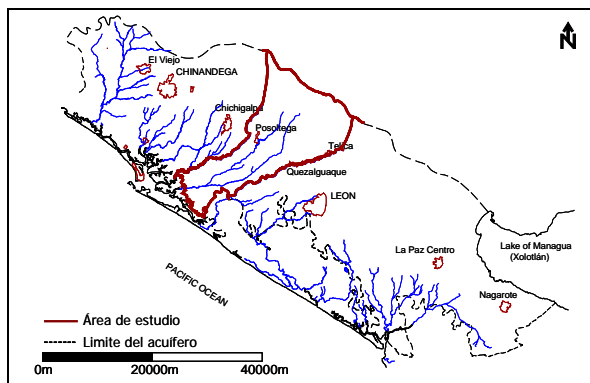 N
El Viejo
CHINANDEGA
Chichigalpa
Posoltega
Telica
Quezalguaque
LEON
La Paz Centro
Lake of Managua
(Xolotlán)
Nagarote
PACIFIC OCEAN
Área de estudio
Limite del acuífero
0m 20000m 40000m